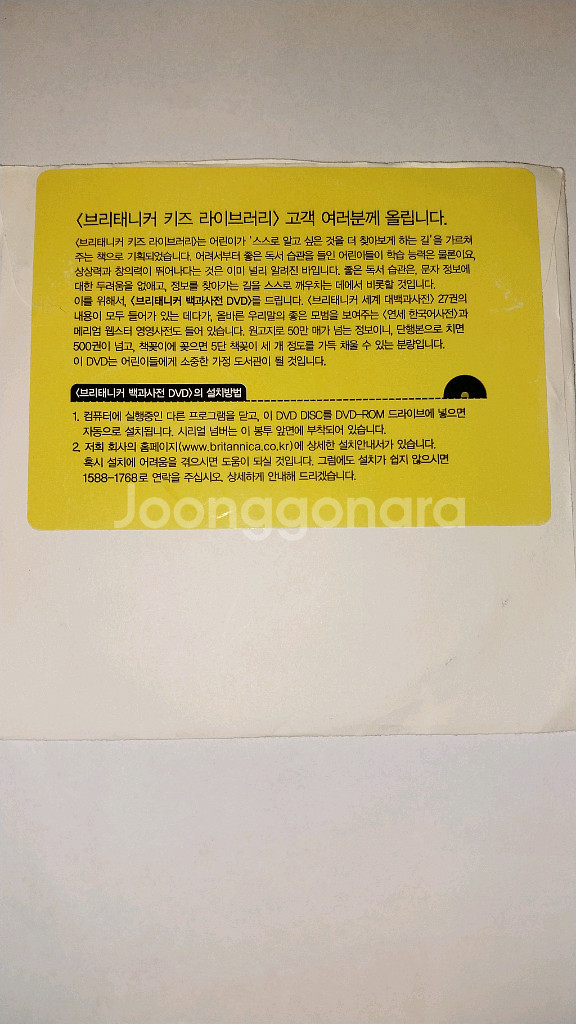 <브리태니커 키즈 라이브러리> 고객 여러분께 올립니다.
<브리태니커 키즈 라이브러리>는 어린이가 '스스로 알고 싶은 것을 더 찾아보게 하는 길'을 가르쳐
주는 책으로 기획되었습니다. 어려서부터 좋은 독서 습관을 들인 어린이들이 학습 능력은 물론이요,
상상력과 창의력이 뛰어나다는 것은 이미 널리 알려진 바입니다. 좋은 독서 습관은, 문자 정보에
대한 두려움을 없애고, 정보를 찾아가는 길을 스스로 깨우치는 데에서 비롯할 것입니다.
이를 위해서, <브리태니커 백과사전 DVD>를 드립니다. <브리태니커 세계 대백과사전> 27권의
내용이 모두 들어가 있는 데다가, 올바른 우리말의 좋은 모범을 보여주는 <연세 한국어사전>과
메리엄 웹스터 영영사전도 들어 있습니다. 원고지로 50만 매가 넘는 정보이니, 단행본으로 치면
500권이 넘고, 책꽂이에 꽂으면 5단 책꽂이 세 개 정도를 가득 채울 수 있는 분량입니다.
이 DVD는 어린이들에게 소중한 가정 도서관이 될 것입니다.
<브리태니커 백과사전 DVD>의 설치방법
1. 컴퓨터에 실행중인 다른 프로그램을 닫고, 이 DVD DISC를 DVD-ROM 드라이브에 넣으면
자동으로 설치됩니다. 시리얼 넘버는 이 봉투 앞면에 부착되어 있습니다.
2. 저희 회사의 홈페이지(www.britannica.co.kr)에 상세한 설치안내서가 있습니다.
혹시 설치에 어려움을 겪으시면 도움이 되실 것입니다. 그럼에도 설치가 쉽지 않으시면
1588-1768로 연락을 주십시오. 상세하게 안내해 드리겠습니다.
Joonggonara